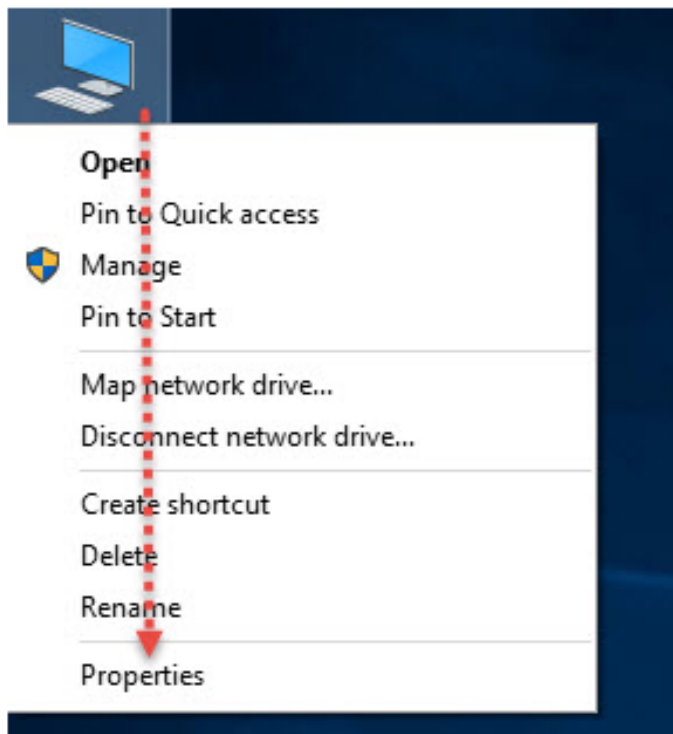 Open
Pin to Quick access
Manage
Pin to Start
Map network drive...
Disconnect network drive...
Create shortcut
Delete
Rename
Properties